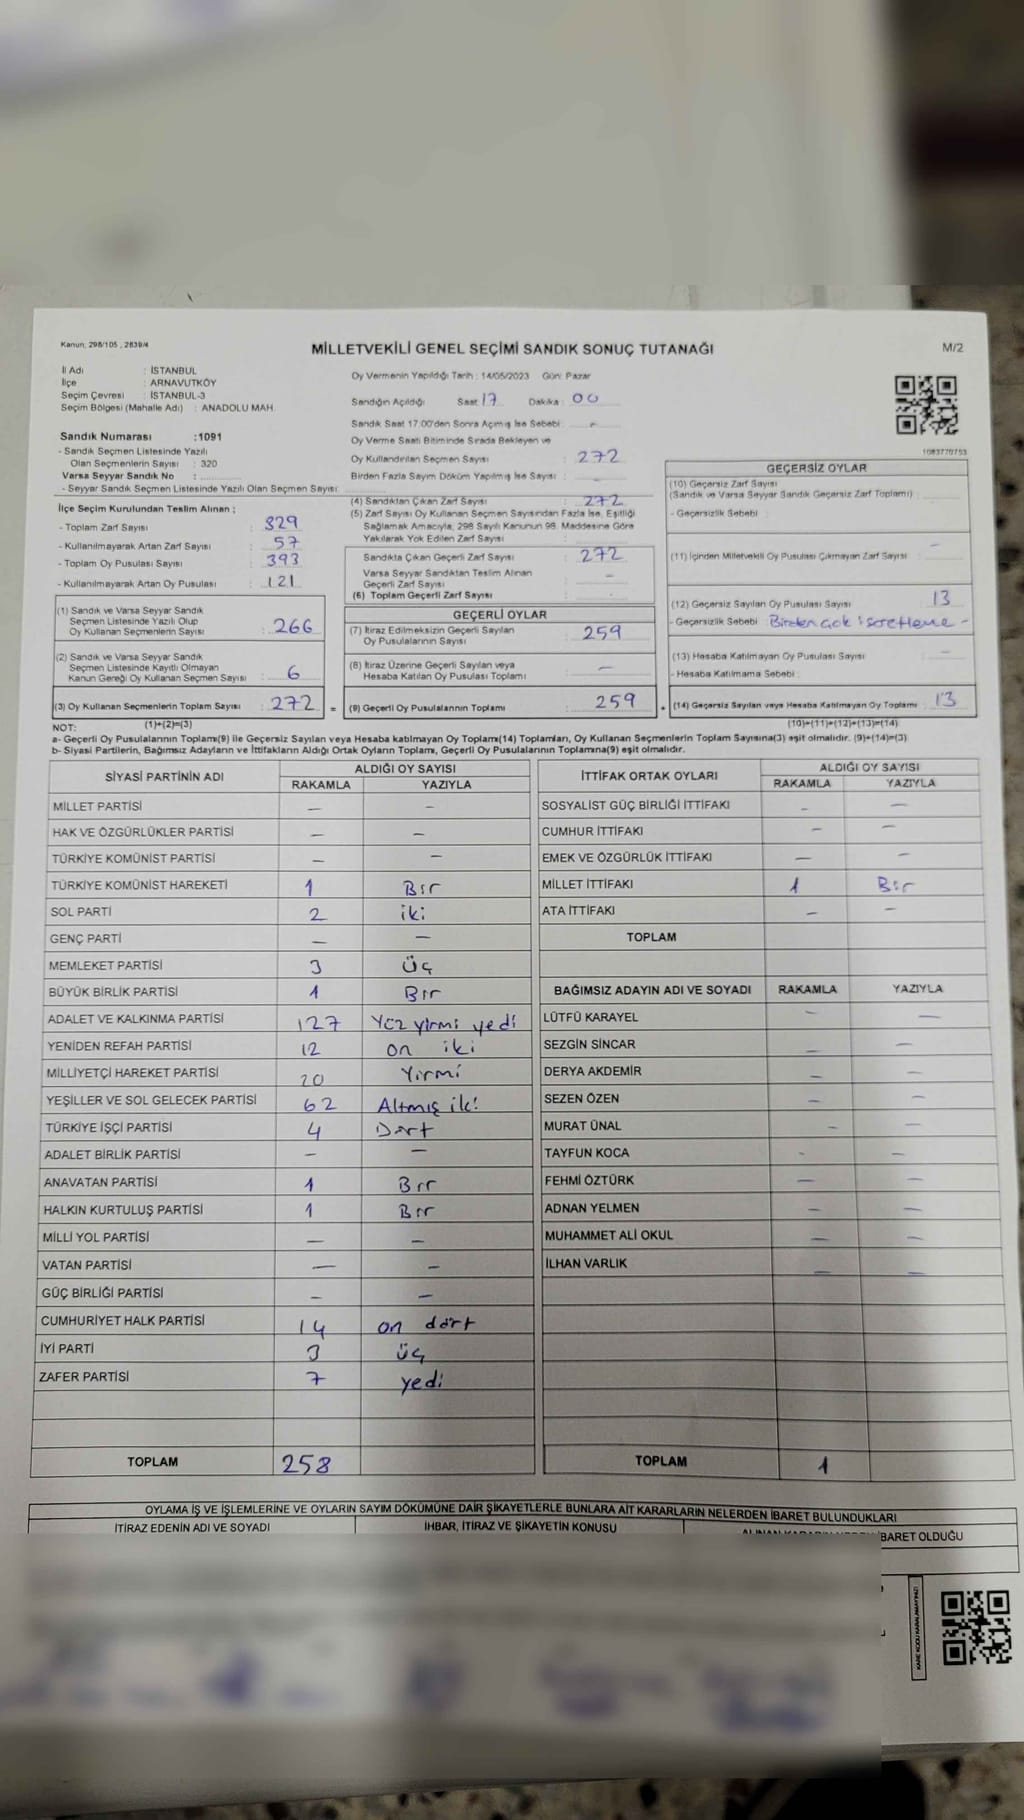 Kanun, 298/105 , 2839/4
MİLLETVEKİLİ GENEL SEÇİMİ SANDIK SONUÇ TUTANAĞI
M/2
İl Adı : İSTANBUL
İlçe : ARNAVUTKÖY
Seçim Çevresi : İSTANBUL-3
Seçim Bölgesi (Mahalle Adı) : ANADOLU MAH.
Sandık Numarası :1091
- Sandık Seçmen Listesinde Yazılı
Olan Seçmenlerin Sayısı : 320
Varsa Seyyar Sandık No :
- Seyyar Sandık Seçmen Listesinde Yazılı Olan Seçmen Sayısı:
İlçe Seçim Kurulundan Teslim Alınan ;
- Toplam Zarf Sayısı : 329
- Kullanılmayarak Artan Zarf Sayısı : 57
- Toplam Oy Pusulası Sayısı : 393
- Kullanılmayarak Artan Oy Pusulası : 121
(1) Sandık ve Varsa Seyyar Sandık
Seçmen Listesinde Yazılı Olup
Oy Kullanan Seçmenlerin Sayısı : 266
(2) Sandık ve Varsa Seyyar Sandık
Seçmen Listesinde Kayıtlı Olmayan
Kanun Gereği Oy Kullanan Seçmen Sayısı : 6
(3) Oy Kullanan Seçmenlerin Toplam Sayısı : 272 =
(1)+(2)=(3)
Oy Vermenin Yapıldığı Tarih : 14/05/2023 Gün: Pazar
Sandığın Açıldığı Saat 17 Dakika : 00
Sandık Saat 17:00'den Sonra Açılmış İse Sebebi : -
Oy Verme Saati Bitiminde Sırada Bekleyen ve
Oy Kullandırılan Seçmen Sayısı : 272
Birden Fazla Sayım Döküm Yapılmış İse Sayısı : -
(4) Sandıktan Çıkan Zarf Sayısı : 272
(5) Zarf Sayısı Oy Kullanan Seçmen Sayısından Fazla İse, Eşitliği
Sağlamak Amacıyla, 298 Sayılı Kanunun 98. Maddesine Göre
Yakılarak Yok Edilen Zarf Sayısı :
Sandıkta Çıkan Geçerli Zarf Sayısı : 272
Varsa Seyyar Sandıktan Teslim Alınan
Geçerli Zarf Sayısı : -
(6) Toplam Geçerli Zarf Sayısı : -
GEÇERLİ OYLAR
(7) İtiraz Edilmeksizin Geçerli Sayılan
Oy Pusulalarının Sayısı : 259
(8) İtiraz Üzerine Geçerli Sayılan veya
Hesaba Katılan Oy Pusulası Toplamı : -
(9) Geçerli Oy Pusulalarının Toplamı : 259 +
1083770753
GEÇERSİZ OYLAR
(10) Geçersiz Zarf Sayısı
(Sandık ve Varsa Seyyar Sandık Geçersiz Zarf Toplamı) :
- Geçersizlik Sebebi :
(11) İçinden Milletvekili Oy Pusulası Çıkmayan Zarf Sayısı : -
(12) Geçersiz Sayılan Oy Pusulası Sayısı : 13
- Geçersizlik Sebebi : Birden çok işaretleme -
(13) Hesaba Katılmayan Oy Pusulası Sayısı : -
- Hesaba Katılmama Sebebi :
(14) Geçersiz Sayılan veya Hesaba Katılmayan Oy Toplamı : 13
(10)+(11)+(12)+(13)=(14)
NOT:
a- Geçerli Oy Pusulalarının Toplamı(9) ile Geçersiz Sayılan veya Hesaba katılmayan Oy Toplam(14) Toplamları, Oy Kullanan Seçmenlerin Toplam Sayısına(3) eşit olmalıdır. (9)+(14)=(3)
b- Siyasi Partilerin, Bağımsız Adayların ve İttifakların Aldığı Ortak Oyların Toplamı, Geçerli Oy Pusulalarının Toplamına(9) eşit olmalıdır.
SİYASİ PARTİNİN ADI
ALDIĞI OY SAYISI
RAKAMLA YAZIYLA
MİLLET PARTİSİ - -
HAK VE ÖZGÜRLÜKLER PARTİSİ - -
TÜRKİYE KOMÜNİST PARTİSİ - -
TÜRKİYE KOMÜNİST HAREKETİ 1 Bir
SOL PARTİ 2 iki
GENÇ PARTİ - -
MEMLEKET PARTİSİ 3 Üç
BÜYÜK BİRLİK PARTİSİ 1 Bir
ADALET VE KALKINMA PARTİSİ 127 Yüz yirmi yedi
YENİDEN REFAH PARTİSİ 12 on iki
MİLLİYETÇİ HAREKET PARTİSİ 20 Yirmi
YEŞİLLER VE SOL GELECEK PARTİSİ 62 Altmış iki
TÜRKİYE İŞÇİ PARTİSİ 4 Dört
ADALET BİRLİK PARTİSİ - -
ANAVATAN PARTİSİ 1 Bir
HALKIN KURTULUŞ PARTİSİ 1 Bir
MİLLİ YOL PARTİSİ - -
VATAN PARTİSİ - -
GÜÇ BİRLİĞİ PARTİSİ - -
CUMHURİYET HALK PARTİSİ 14 on dört
İYİ PARTİ 3 üç
ZAFER PARTİSİ 7 yedi
TOPLAM 258
İTTİFAK ORTAK OYLARI
ALDIĞI OY SAYISI
RAKAMLA YAZIYLA
SOSYALİST GÜÇ BİRLİĞİ İTTİFAKI - -
CUMHUR İTTİFAKI - -
EMEK VE ÖZGÜRLÜK İTTİFAKI - -
MİLLET İTTİFAKI 1 Bir
ATA İTTİFAKI - -
TOPLAM
BAĞIMSIZ ADAYIN ADI VE SOYADI RAKAMLA YAZIYLA
LÜTFÜ KARAYEL - -
SEZGİN SİNCAR - -
DERYA AKDEMİR - -
SEZEN ÖZEN - -
MURAT ÜNAL - -
TAYFUN KOCA - -
FEHMİ ÖZTÜRK - -
ADNAN YELMEN - -
MUHAMMET ALİ OKUL - -
İLHAN VARLIK - -
TOPLAM 1
OYLAMA İŞ VE İŞLEMLERİNE VE OYLARIN SAYIM DÖKÜMÜNE DAİR ŞİKAYETLERLE BUNLARA AİT KARARLARIN NELERDEN İBARET BULUNDUKLARI
İTİRAZ EDENİN ADI VE SOYADI
İHBAR, İTİRAZ VE ŞİKAYETİN KONUSU
İBARET OLDUĞU
KARE KODU KARALAMAYINIZ!